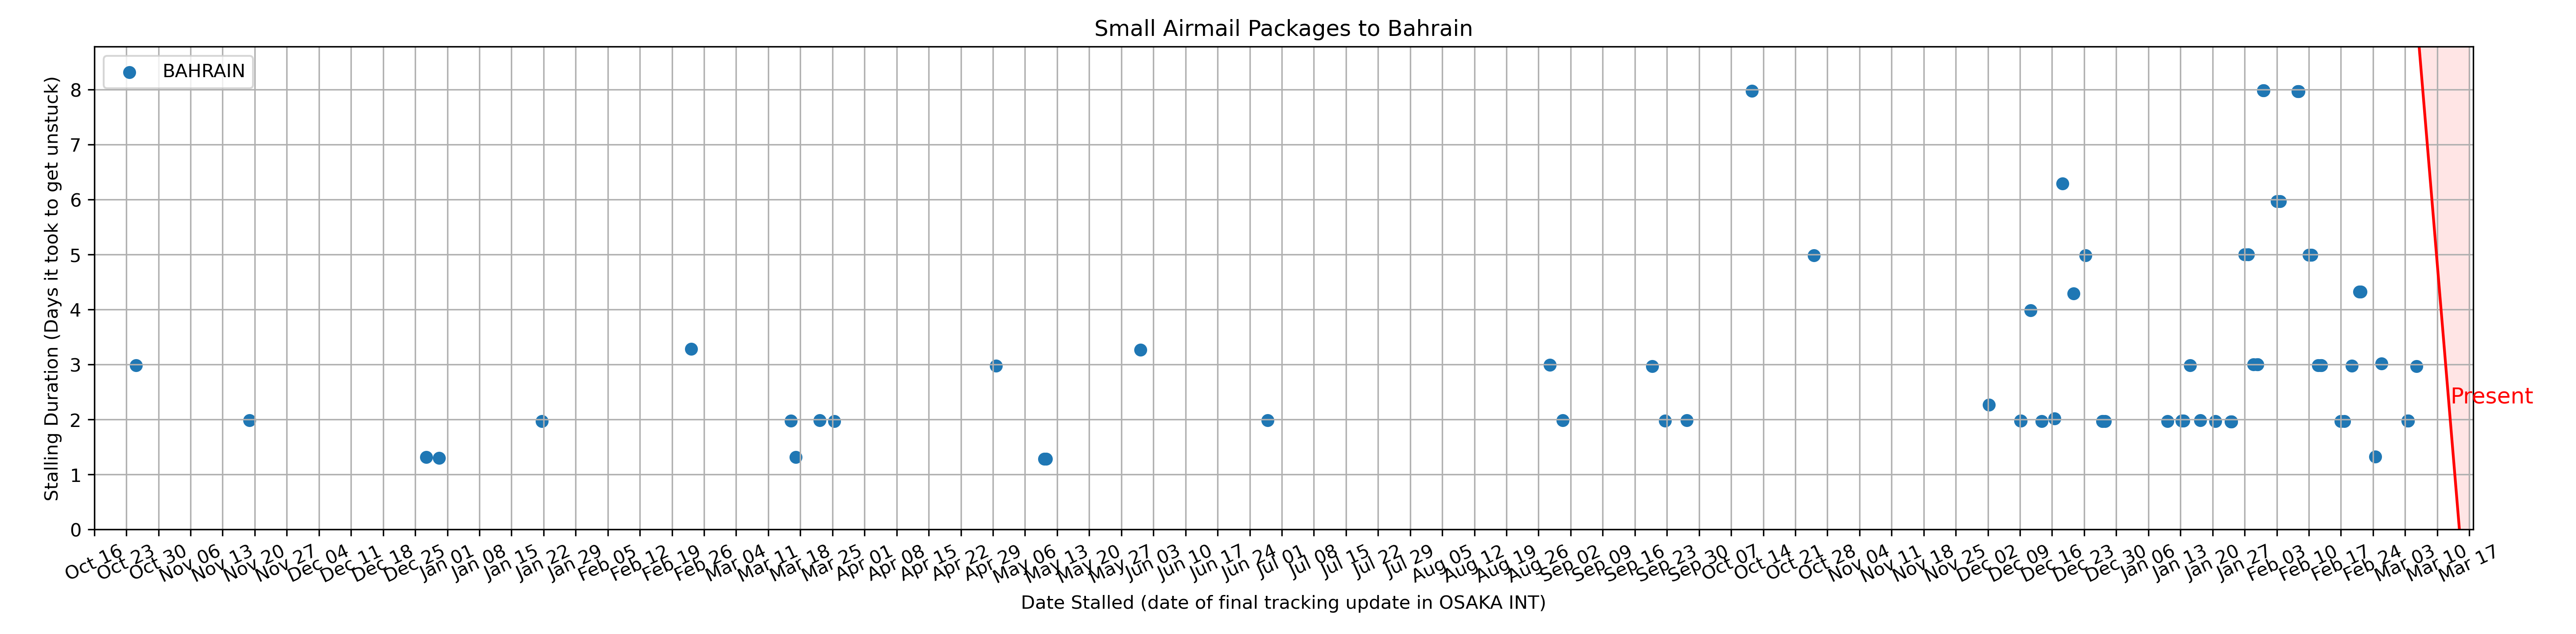 Small Airmail Packages to Bahrain
BAHRAIN
Stalling Duration (Days it took to get unstuck)
8
7
6
5
4
3
2
1
0
Present
Oct 16
Oct 23
Oct 30
Nov 06
Nov 13
Nov 20
Nov 27
Dec 04
Dec 11
Dec 18
Dec 25
Jan 01
Jan 08
Jan 15
Jan 22
Jan 29
Feb 05
Feb 12
Feb 19
Feb 26
Mar 04
Mar 11
Mar 18
Mar 25
Apr 01
Apr 08
Apr 15
Apr 22
Apr 29
May 06
May 13
May 20
May 27
Jun 03
Jun 10
Jun 17
Jun 24
Jul 01
Jul 08
Jul 15
Jul 22
Jul 29
Aug 05
Aug 12
Aug 19
Aug 26
Sep 02
Sep 09
Sep 16
Sep 23
Sep 30
Oct 07
Oct 14
Oct 21
Oct 28
Nov 04
Nov 11
Nov 18
Nov 25
Dec 02
Dec 09
Dec 16
Dec 23
Dec 30
Jan 06
Jan 13
Jan 20
Jan 27
Feb 03
Feb 10
Feb 17
Feb 24
Mar 03
Mar 10
Mar 17
Date Stalled (date of final tracking update in OSAKA INT)